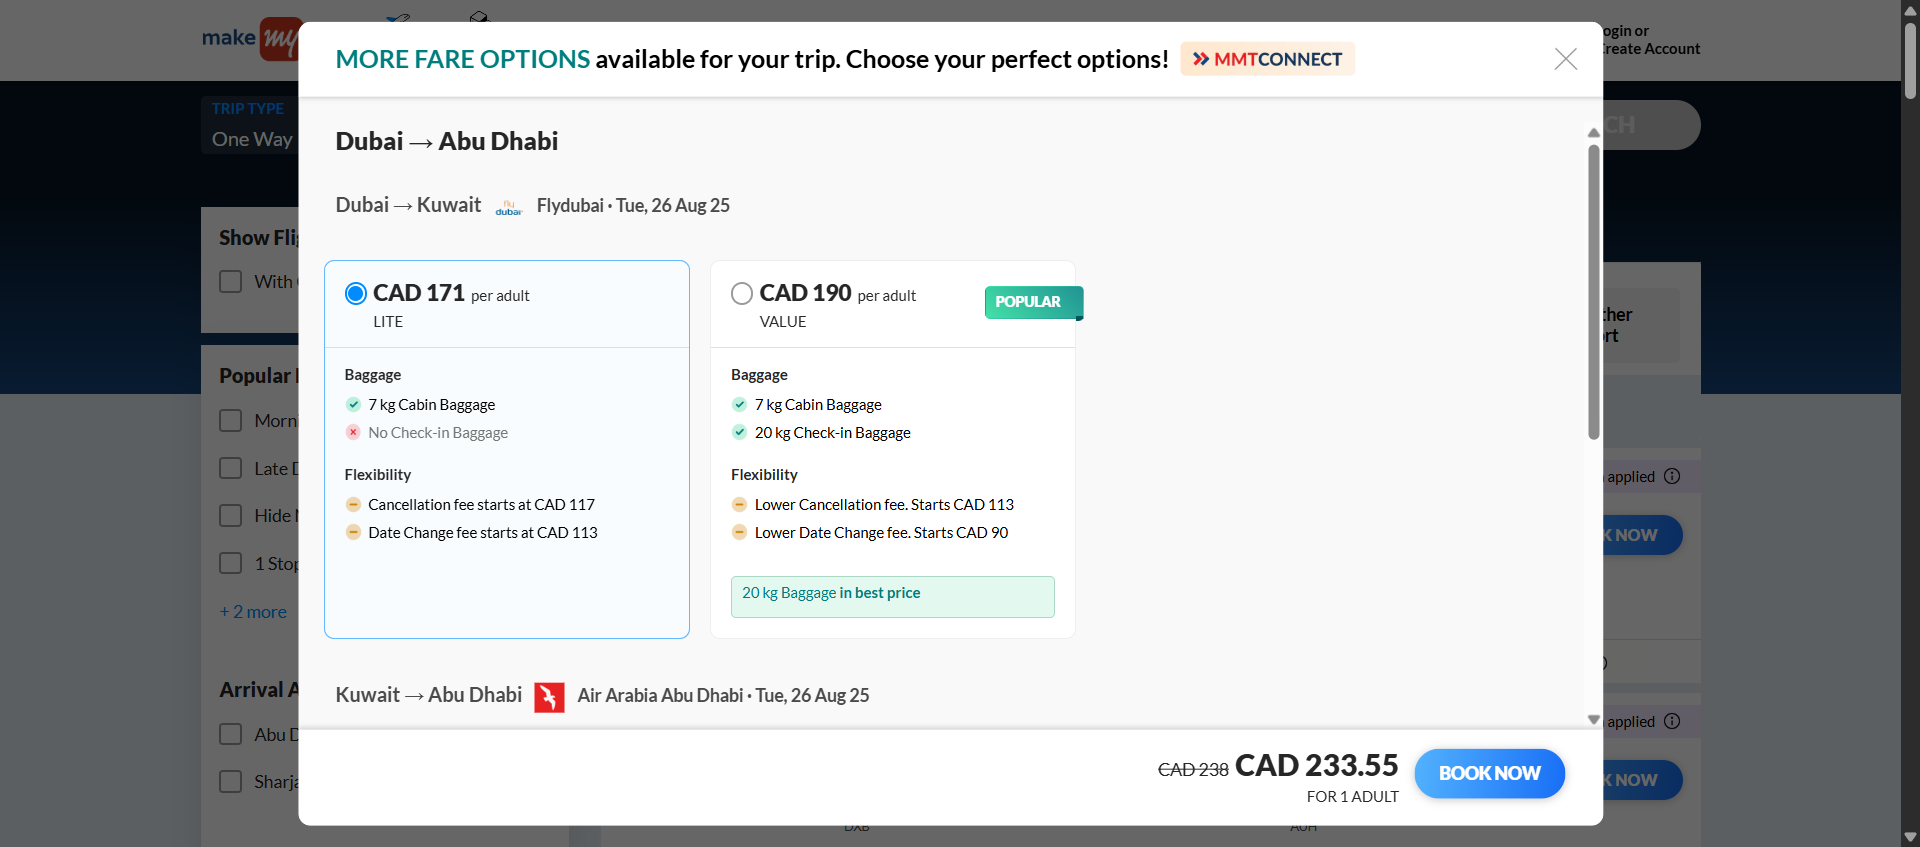 make my
ogin or
Create Account
TRIP TYPE
One Way
CH
MORE FARE OPTIONS available for your trip. Choose your perfect options!
MMTCONNECT
Dubai → Abu Dhabi
Dubai → Kuwait
fly dubai
Flydubai · Tue, 26 Aug 25
CAD 171 per adult
LITE
Baggage
7 kg Cabin Baggage
No Check-in Baggage
Flexibility
Cancellation fee starts at CAD 117
Date Change fee starts at CAD 113
CAD 190 per adult
VALUE
POPULAR
Baggage
7 kg Cabin Baggage
20 kg Check-in Baggage
Flexibility
Lower Cancellation fee. Starts CAD 113
Lower Date Change fee. Starts CAD 90
20 kg Baggage in best price
Kuwait → Abu Dhabi
Air Arabia Abu Dhabi · Tue, 26 Aug 25
CAD 238 CAD 233.55
FOR 1 ADULT
BOOK NOW
Show Fli
With
Popular
Morn
Late D
Hide
1 Stop
+ 2 more
Arrival A
Abu D
Sharja
ther
rt
applied
K NOW
applied
K NOW
DXB
AUH